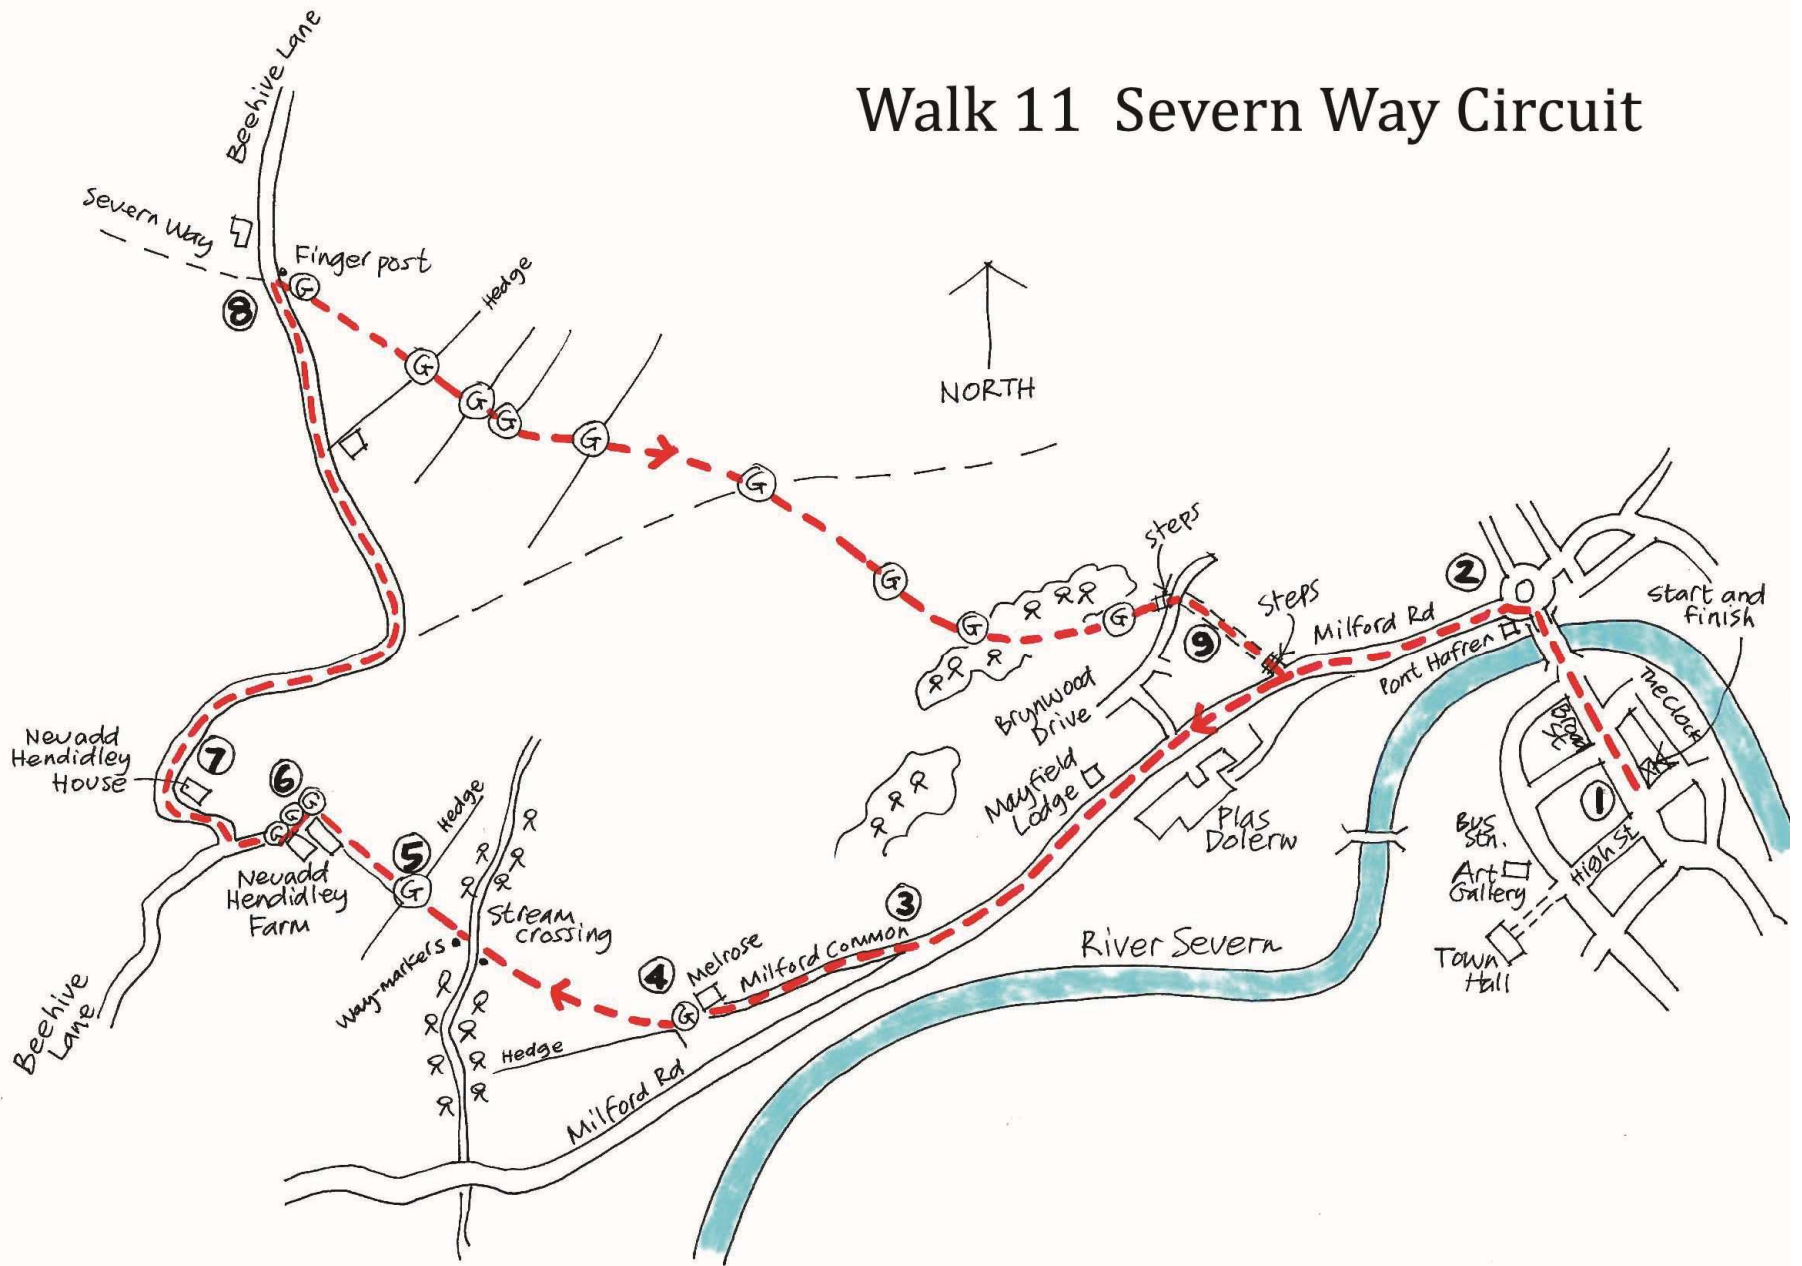 Walk 11 Severn Way Circuit
Beehive Lane
Severn Way
Finger post
8
G
Hedge
G
G
G
G
G
G
G
G
NORTH
steps
9
steps
2
Milford Rd
Pont Hafren
start and
finish
The Clock
Broad
St
1
High St
Bus
Stn.
Art
Gallery
Town
Hall
Brynwood
Drive
Mayfield
Lodge
Plas
Dolerw
River Severn
3
Milford Common
Melrose
4
G
Hedge
Milford Rd
Stream
crossing
Way-markers
Hedge
5
G
6
G
G
G
7
Nevadd
Hendidley
House
Nevadd
Hendidley
Farm
Beehive
Lane